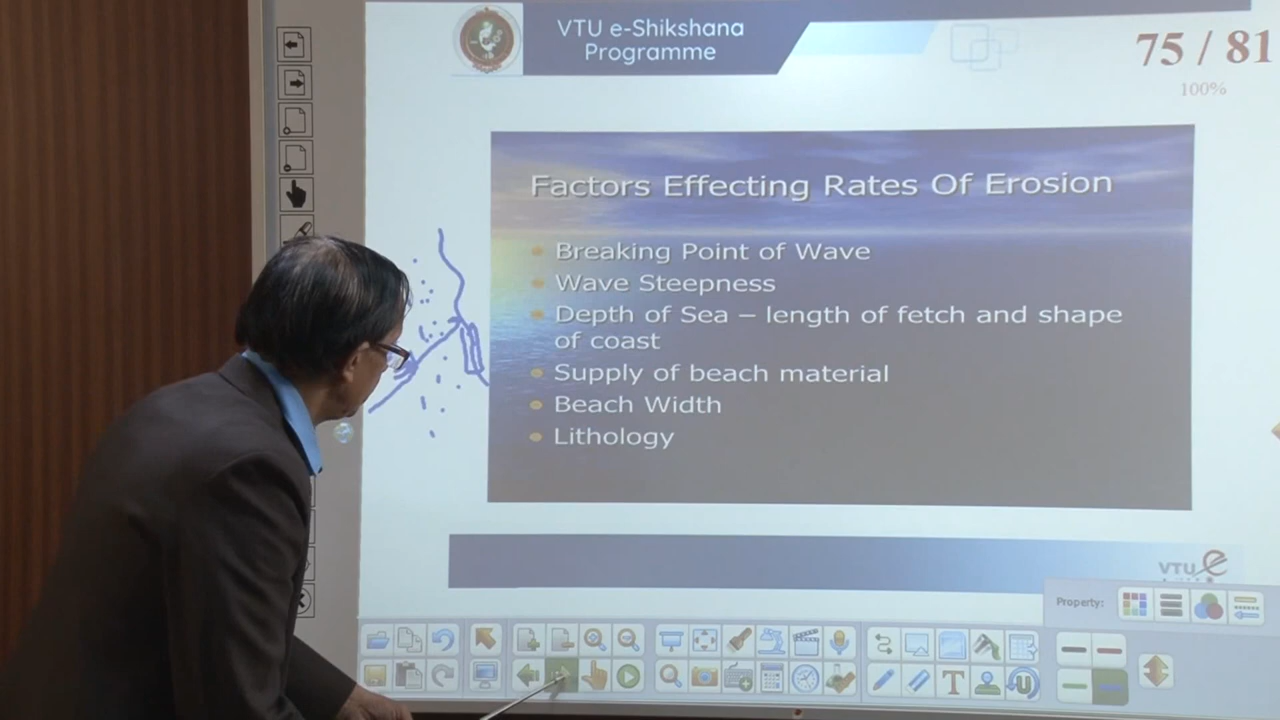 VTU e-Shikshana
Programme
75 / 81
100%
Factors Effecting Rates Of Erosion
Breaking Point of Wave
Wave Steepness
Depth of Sea – length of fetch and shape
of coast
Supply of beach material
Beach Width
Lithology
VTU e
Property: